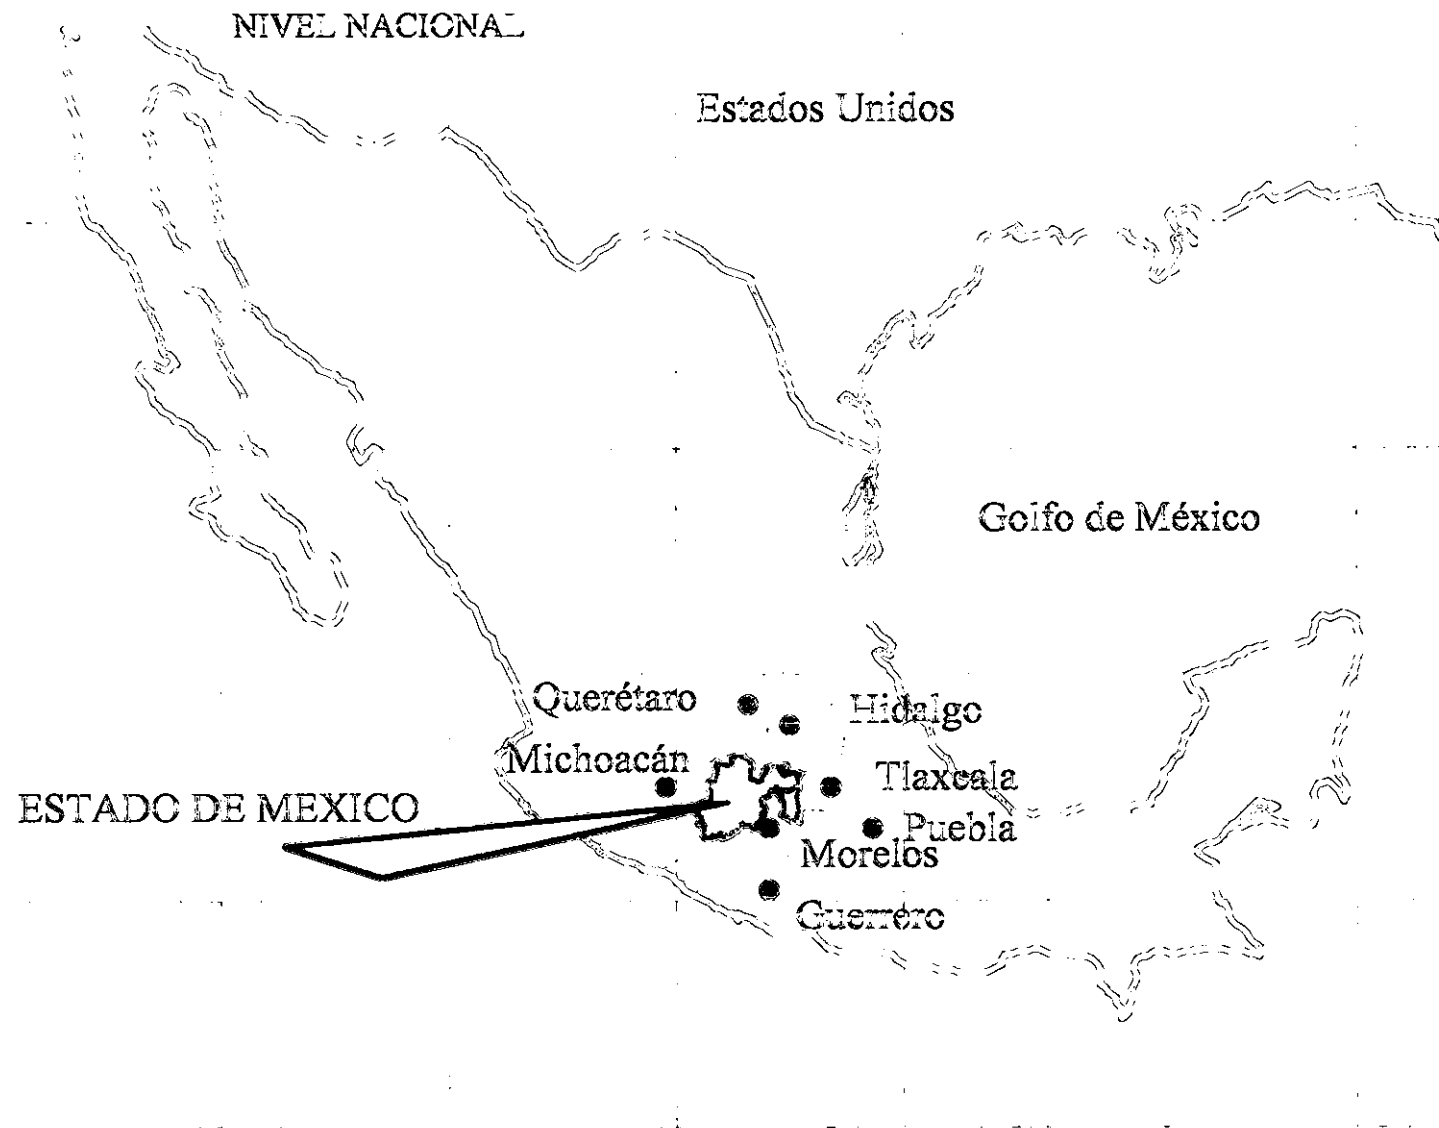 NIVEL NACIONAL
Estados Unidos
Golfo de México
Querétaro
Hidalgo
Michoacán
Tlaxcala
ESTADO DE MEXICO
Puebla
Morelos
Guerrero